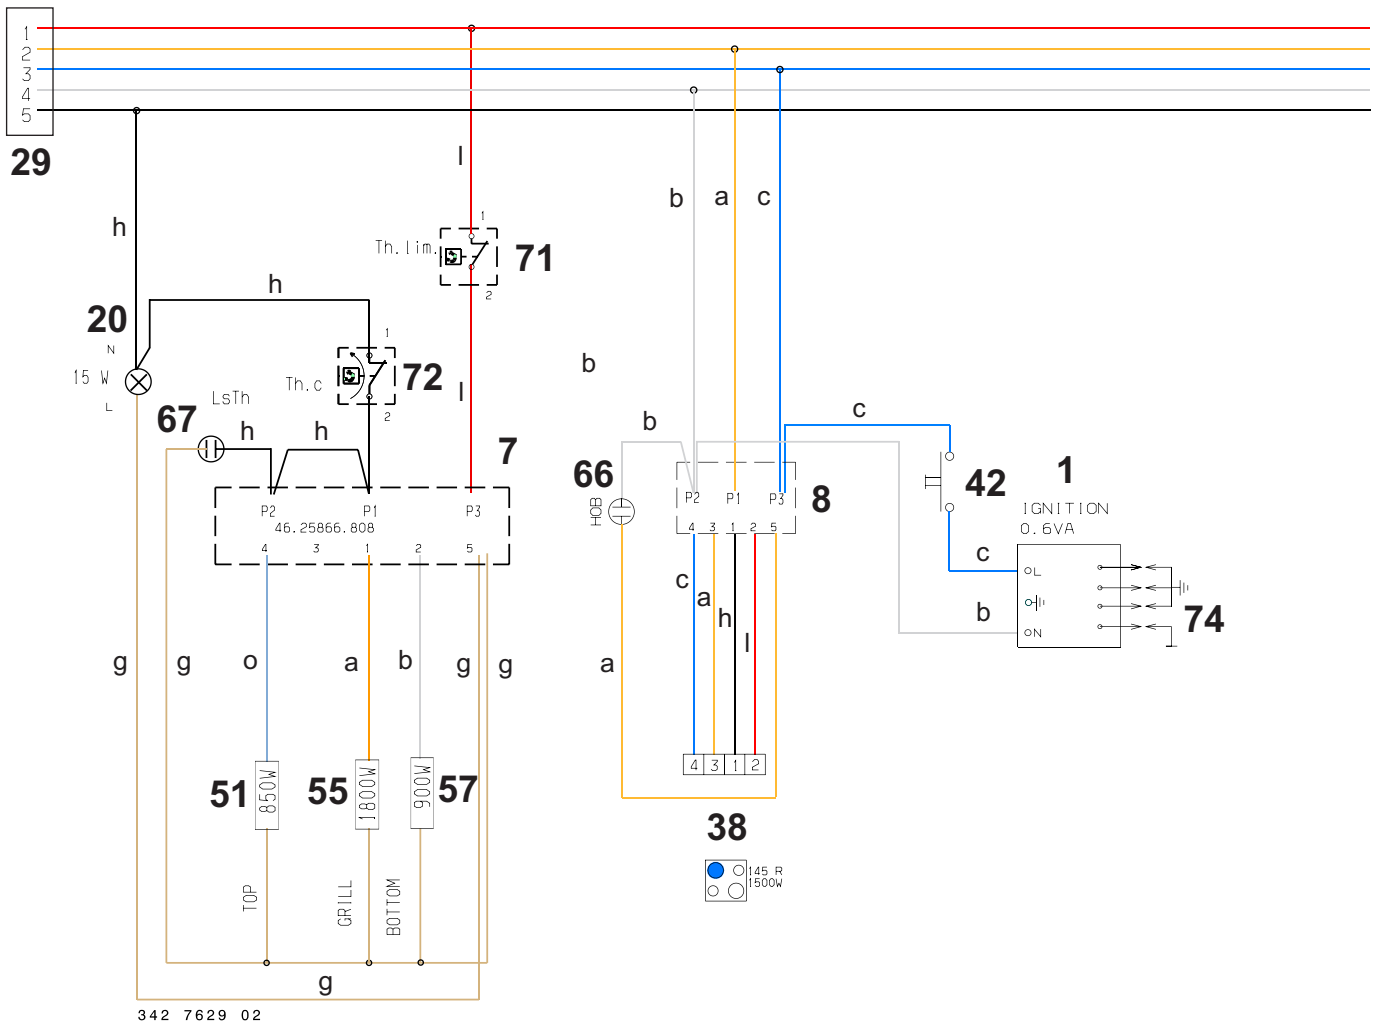 1
2
3
4
5
29
l
b a c
h
1
Th.lim.
71
2
h
20
N
1
15 W
Th.c
72
b
l
L
2
LsTh
67
h h
7
b
c
66
HOB
P2 P1 P3
8
42
1
IGNITION
0.6VA
P2 P1 P3
46.25866.808
4 3 1 2 5
4 3 1 2 5
c
L
c
a
h
l
b
N
74
g g o a b g g
a
51
850W
55
1800W
900W
57
4 3 1 2
38
145 R
1500W
TOP
GRILL
BOTTOM
g
342 7629 02